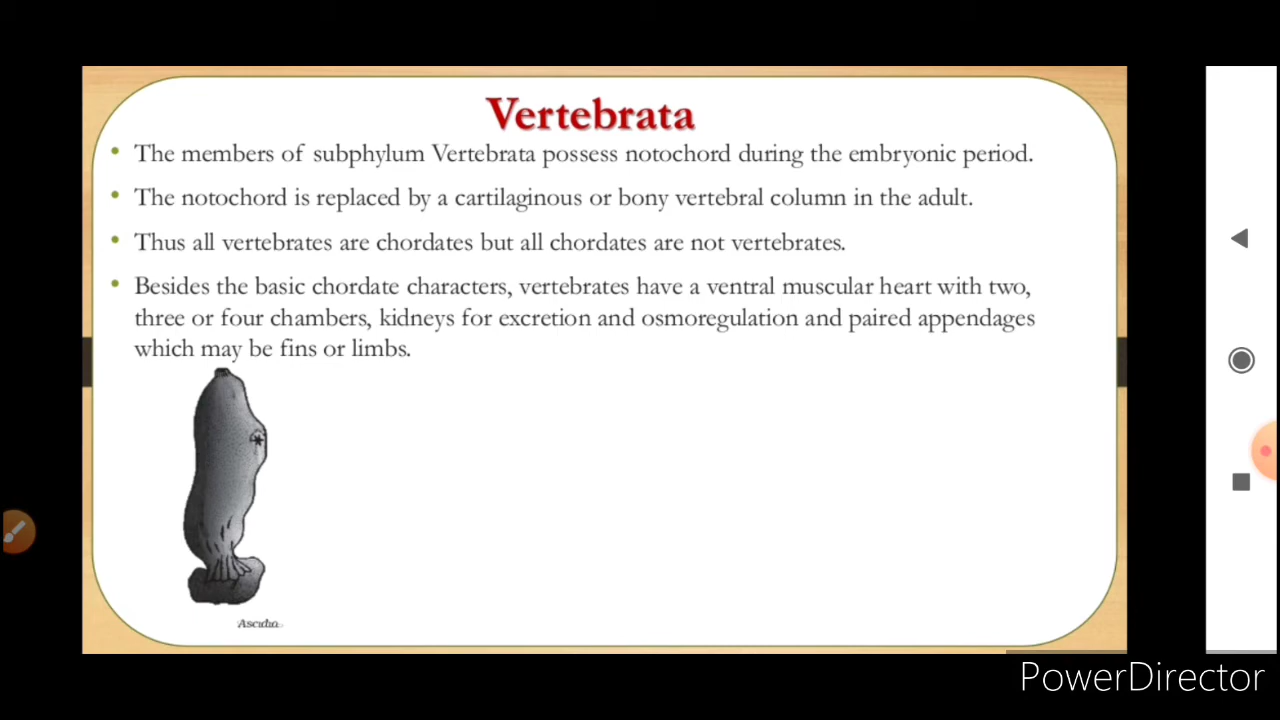 Vertebrata
• The members of subphylum Vertebrata possess notochord during the embryonic period.
• The notochord is replaced by a cartilaginous or bony vertebral column in the adult.
• Thus all vertebrates are chordates but all chordates are not vertebrates.
• Besides the basic chordate characters, vertebrates have a ventral muscular heart with two,
three or four chambers, kidneys for excretion and osmoregulation and paired appendages
which may be fins or limbs.
Ascidia
PowerDirector